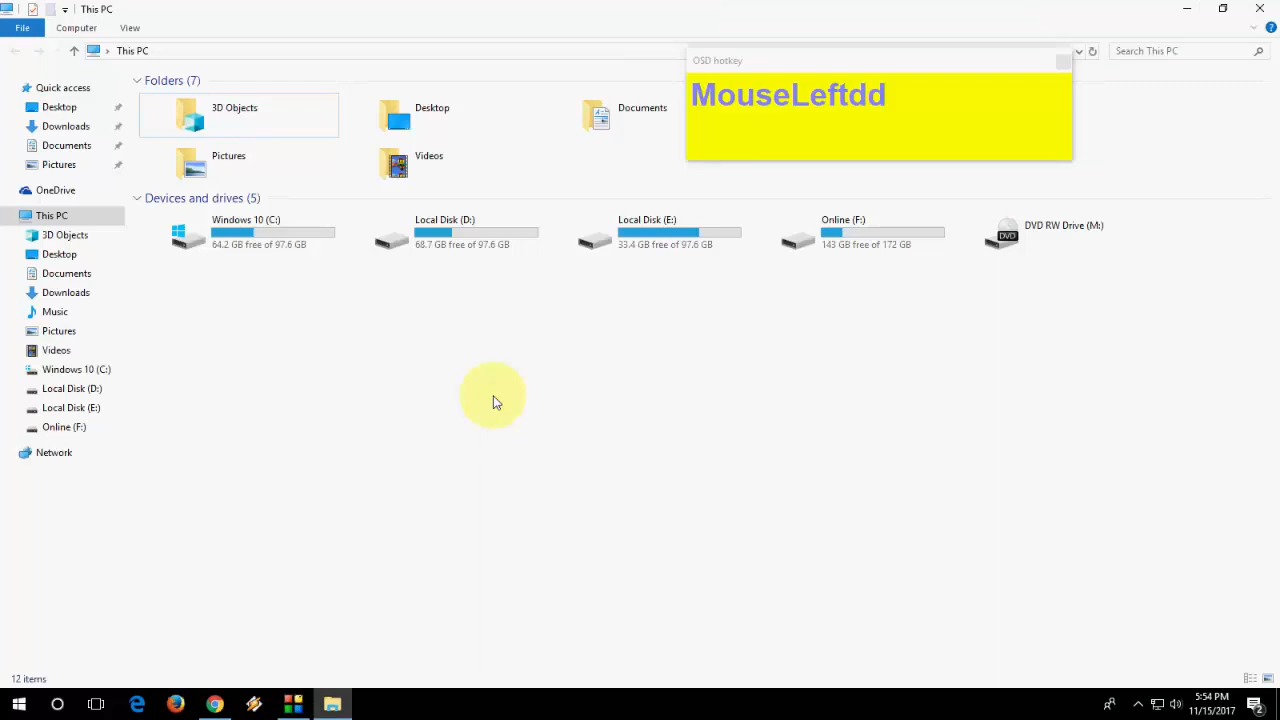 This PC
File
Computer
View
This PC
Search This PC
OSD hotkey
MouseLeftdd
Quick access
Desktop
Downloads
Documents
Pictures
OneDrive
This PC
3D Objects
Desktop
Documents
Downloads
Music
Pictures
Videos
Windows 10 (C:)
Local Disk (D:)
Local Disk (E:)
Online (F:)
Network
Folders (7)
3D Objects
Desktop
Documents
Pictures
Videos
Devices and drives (5)
Windows 10 (C:)
64.2 GB free of 97.6 GB
Local Disk (D:)
68.7 GB free of 97.6 GB
Local Disk (E:)
33.4 GB free of 97.6 GB
Online (F:)
143 GB free of 172 GB
DVD RW Drive (M:)
DVD
12 items
5:54 PM
11/15/2017
2